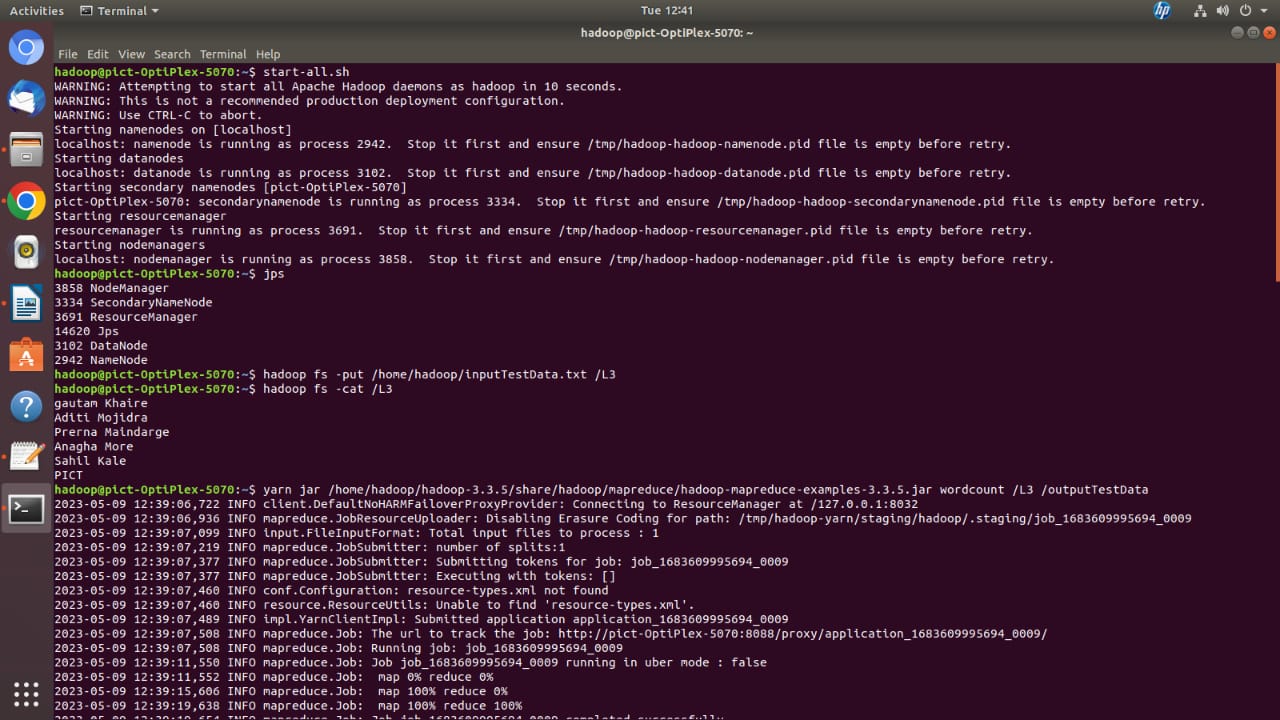 Activities Terminal Tue 12:41
hadoop@pict-OptiPlex-5070: ~
File Edit View Search Terminal Help
hadoop@pict-OptiPlex-5070:~$ start-all.sh
WARNING: Attempting to start all Apache Hadoop daemons as hadoop in 10 seconds.
WARNING: This is not a recommended production deployment configuration.
WARNING: Use CTRL-C to abort.
Starting namenodes on [localhost]
localhost: namenode is running as process 2942.  Stop it first and ensure /tmp/hadoop-hadoop-namenode.pid file is empty before retry.
Starting datanodes
localhost: datanode is running as process 3102.  Stop it first and ensure /tmp/hadoop-hadoop-datanode.pid file is empty before retry.
Starting secondary namenodes [pict-OptiPlex-5070]
pict-OptiPlex-5070: secondarynamenode is running as process 3334.  Stop it first and ensure /tmp/hadoop-hadoop-secondarynamenode.pid file is empty before retry.
Starting resourcemanager
resourcemanager is running as process 3691.  Stop it first and ensure /tmp/hadoop-hadoop-resourcemanager.pid file is empty before retry.
Starting nodemanagers
localhost: nodemanager is running as process 3858.  Stop it first and ensure /tmp/hadoop-hadoop-nodemanager.pid file is empty before retry.
hadoop@pict-OptiPlex-5070:~$ jps
3858 NodeManager
3334 SecondaryNameNode
3691 ResourceManager
14620 Jps
3102 DataNode
2942 NameNode
hadoop@pict-OptiPlex-5070:~$ hadoop fs -put /home/hadoop/inputTestData.txt /L3
hadoop@pict-OptiPlex-5070:~$ hadoop fs -cat /L3
gautam Khaire
Aditi Mojidra
Prerna Maindarge
Anagha More
Sahil Kale
PICT
hadoop@pict-OptiPlex-5070:~$ yarn jar /home/hadoop/hadoop-3.3.5/share/hadoop/mapreduce/hadoop-mapreduce-examples-3.3.5.jar wordcount /L3 /outputTestData
2023-05-09 12:39:06,722 INFO client.DefaultNoHARMFailoverProxyProvider: Connecting to ResourceManager at /127.0.0.1:8032
2023-05-09 12:39:06,936 INFO mapreduce.JobResourceUploader: Disabling Erasure Coding for path: /tmp/hadoop-yarn/staging/hadoop/.staging/job_1683609995694_0009
2023-05-09 12:39:07,099 INFO input.FileInputFormat: Total input files to process : 1
2023-05-09 12:39:07,219 INFO mapreduce.JobSubmitter: number of splits:1
2023-05-09 12:39:07,377 INFO mapreduce.JobSubmitter: Submitting tokens for job: job_1683609995694_0009
2023-05-09 12:39:07,377 INFO mapreduce.JobSubmitter: Executing with tokens: []
2023-05-09 12:39:07,460 INFO conf.Configuration: resource-types.xml not found
2023-05-09 12:39:07,460 INFO resource.ResourceUtils: Unable to find 'resource-types.xml'.
2023-05-09 12:39:07,489 INFO impl.YarnClientImpl: Submitted application application_1683609995694_0009
2023-05-09 12:39:07,508 INFO mapreduce.Job: The url to track the job: http://pict-OptiPlex-5070:8088/proxy/application_1683609995694_0009/
2023-05-09 12:39:07,508 INFO mapreduce.Job: Running job: job_1683609995694_0009
2023-05-09 12:39:11,550 INFO mapreduce.Job: Job job_1683609995694_0009 running in uber mode : false
2023-05-09 12:39:11,552 INFO mapreduce.Job:  map 0% reduce 0%
2023-05-09 12:39:15,606 INFO mapreduce.Job:  map 100% reduce 0%
2023-05-09 12:39:19,638 INFO mapreduce.Job:  map 100% reduce 100%
2023-05-09 12:39:19,654 INFO mapreduce.Job: Job job_1683609995694_0009 completed successfully